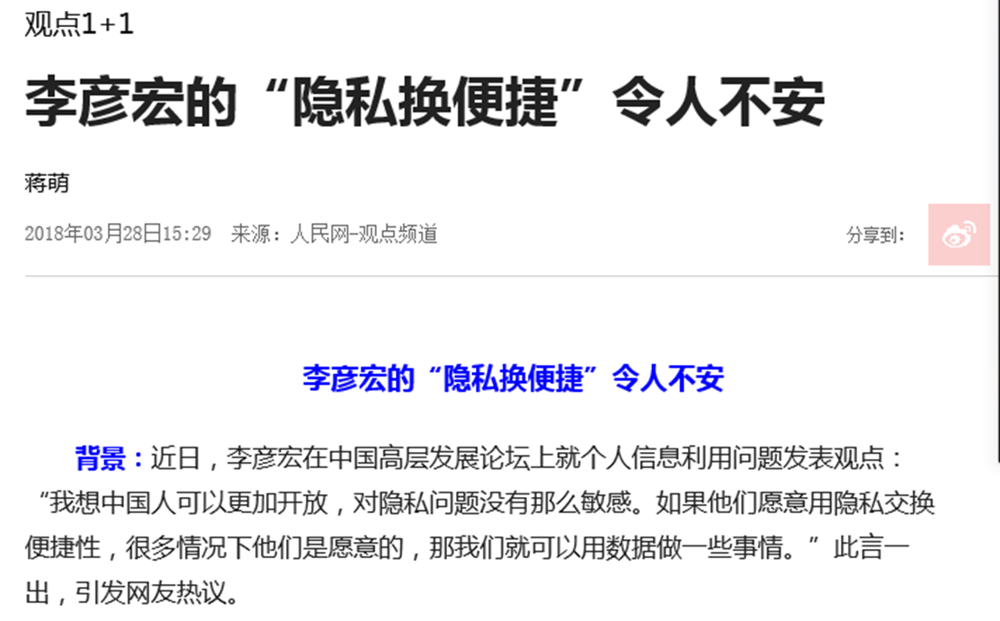 观点1+1
李彦宏的“隐私换便捷”令人不安
蒋萌
2018年03月28日15:29 来源：人民网-观点频道 分享到：
李彦宏的“隐私换便捷”令人不安
背景：近日，李彦宏在中国高层发展论坛上就个人信息利用问题发表观点：
“我想中国人可以更加开放，对隐私问题没有那么敏感。如果他们愿意用隐私交换
便捷性，很多情况下他们是愿意的，那我们就可以用数据做一些事情。”此言一
出，引发网友热议。